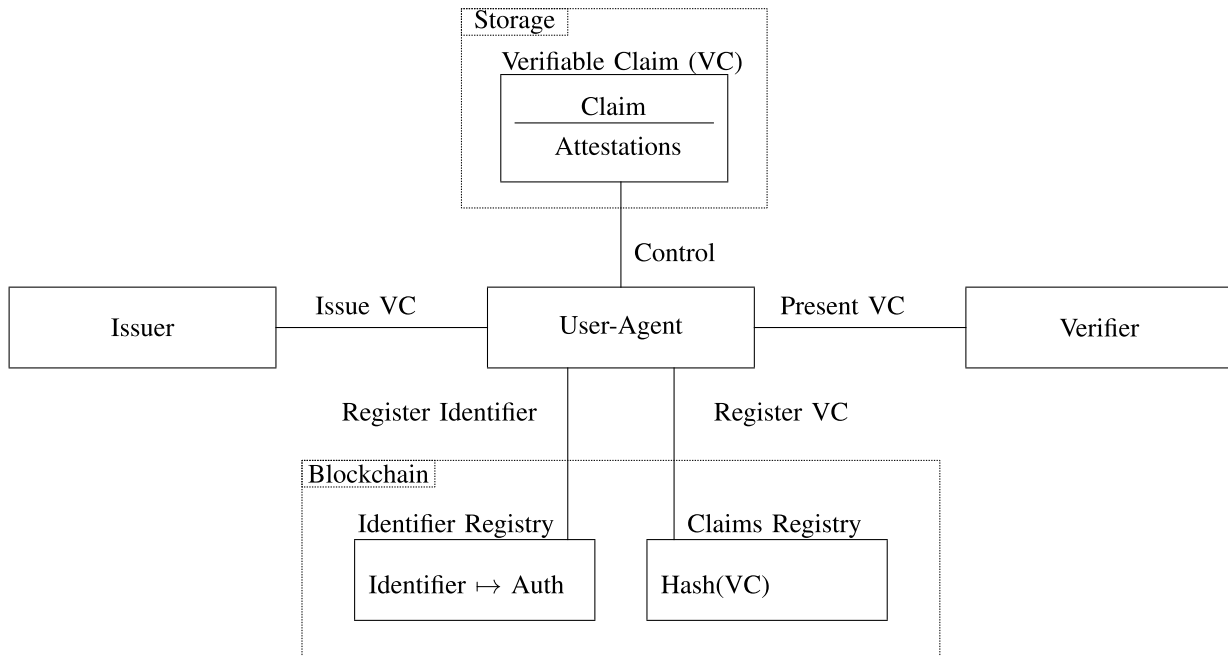 Storage
Verifiable Claim (VC)
Claim
Attestations
Control
Issuer
Issue VC
User-Agent
Present VC
Verifier
Register Identifier
Register VC
Blockchain
Identifier Registry
Claims Registry
Identifier ↦ Auth
Hash(VC)